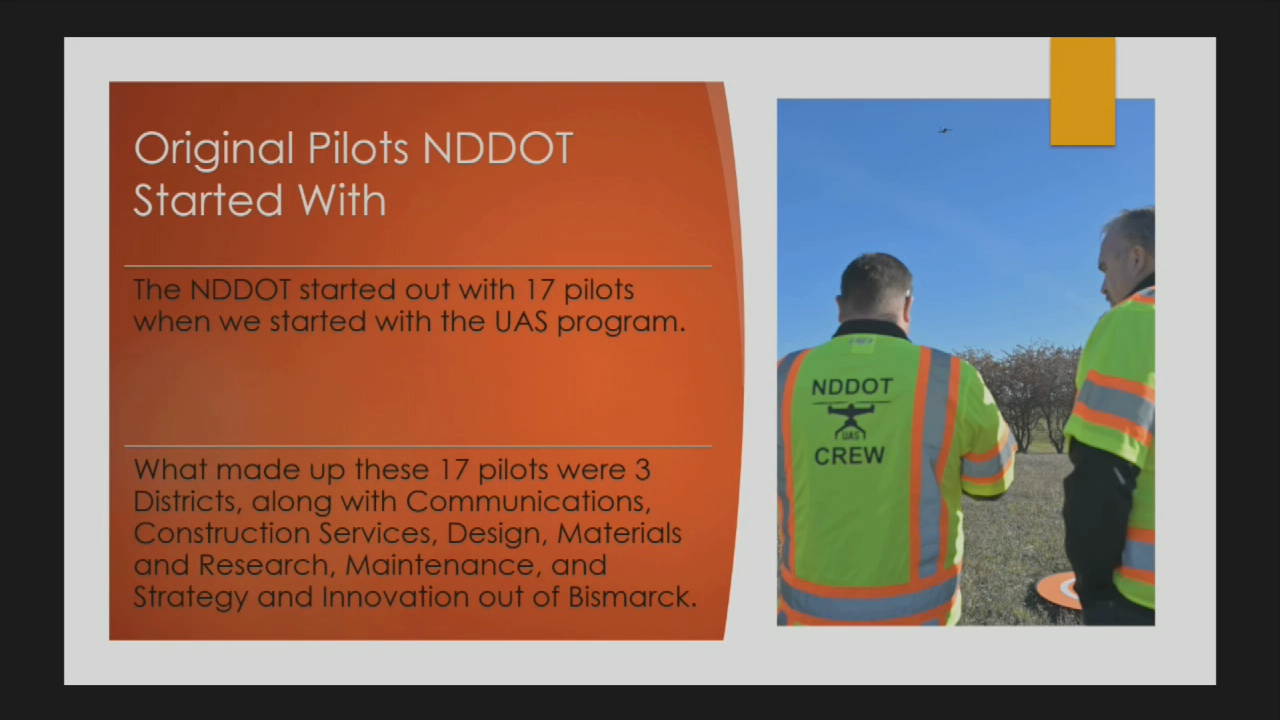 Original Pilots NDDOT
Started With
The NDDOT started out with 17 pilots
when we started with the UAS program.
What made up these 17 pilots were 3
Districts, along with Communications,
Construction Services, Design, Materials
and Research, Maintenance, and
Strategy and Innovation out of Bismarck.
NDDOT
UAS
CREW